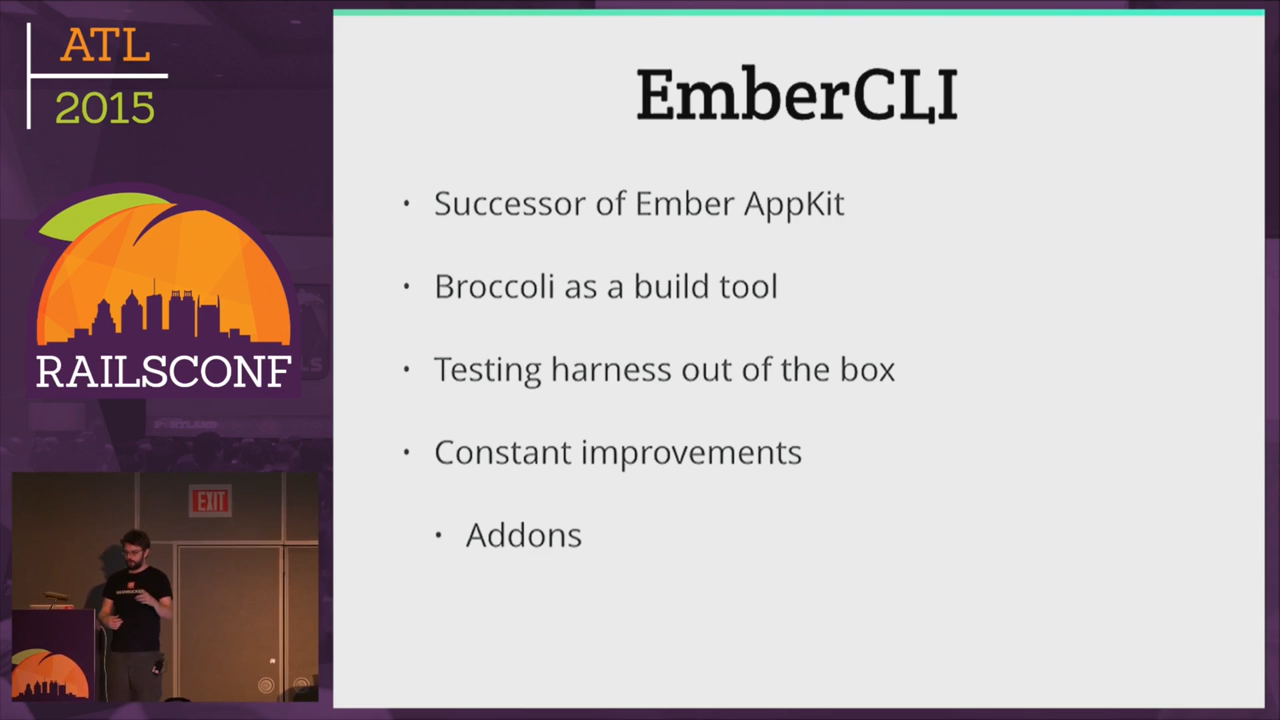 ATL
2015
RAILSCONF
EXIT
EmberCLI
• Successor of Ember AppKit
• Broccoli as a build tool
• Testing harness out of the box
• Constant improvements
• Addons